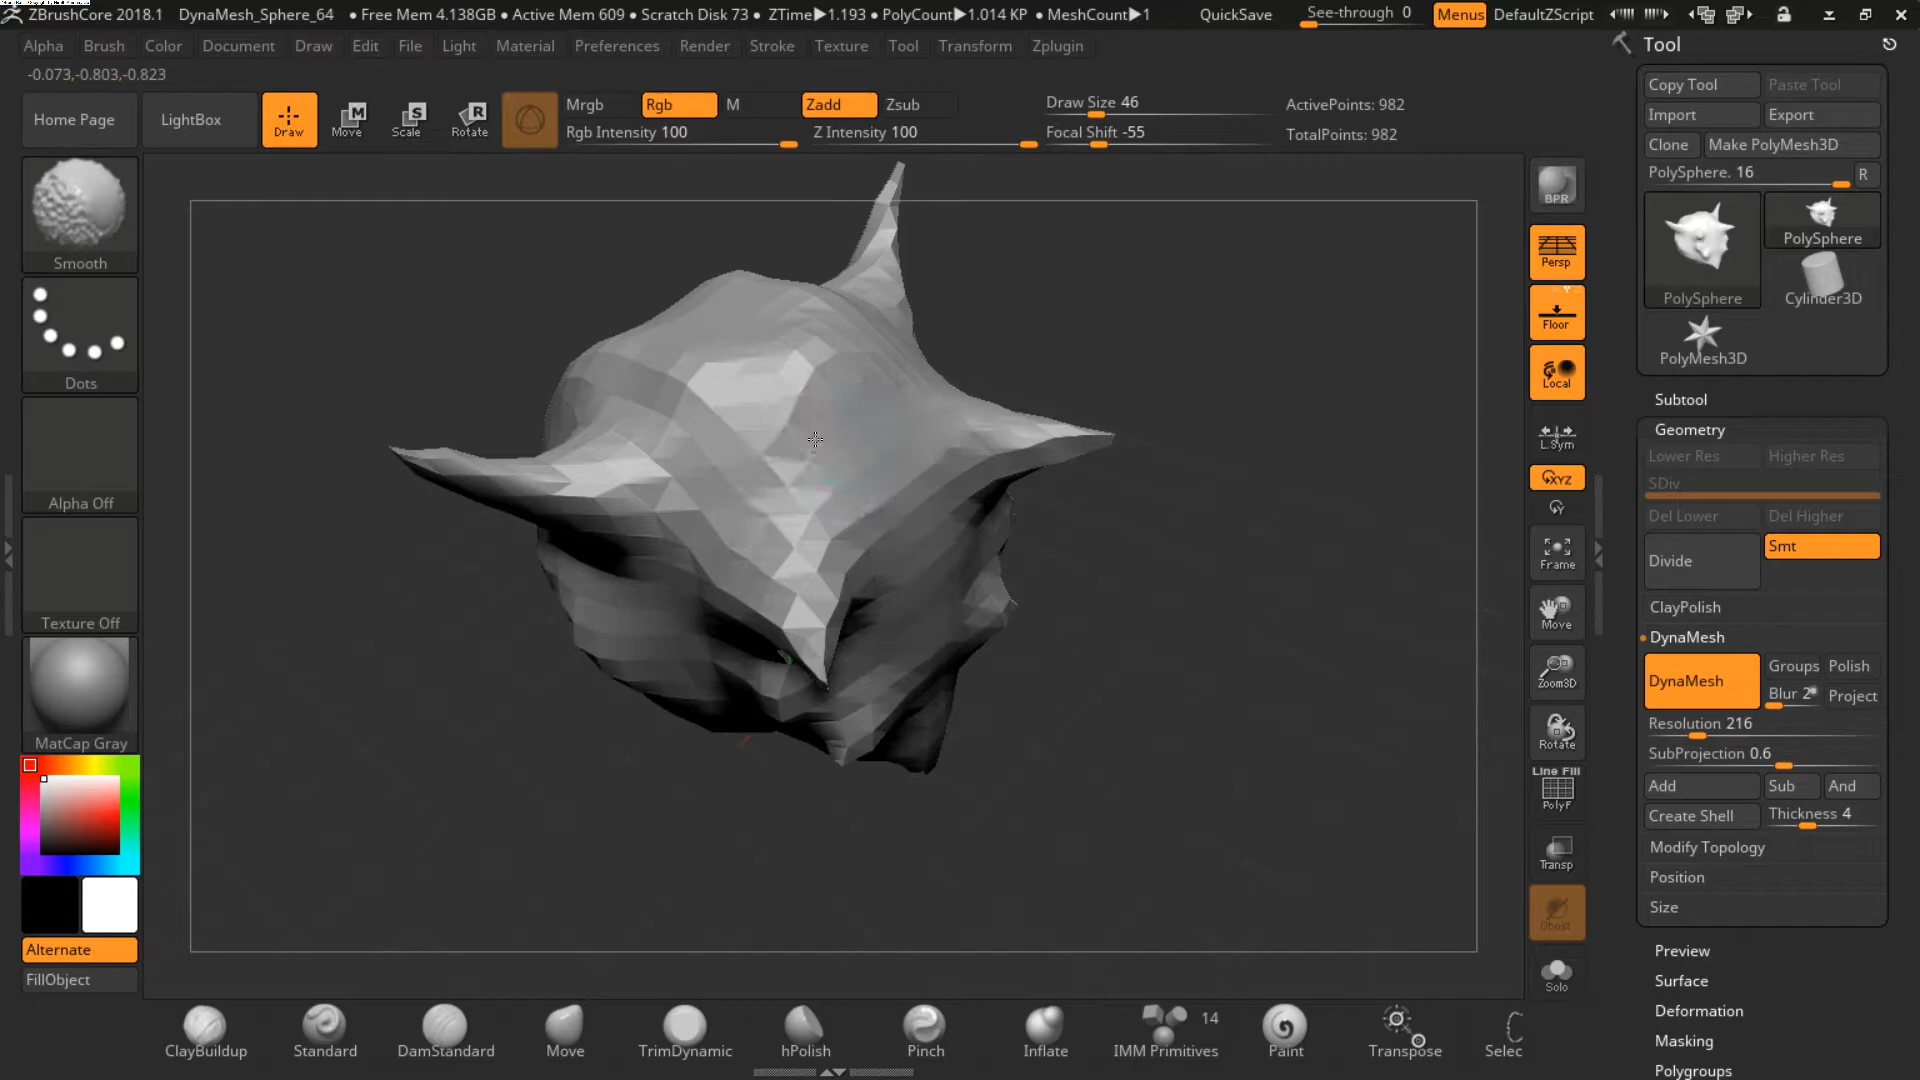 ZBrushCore 2018.1 DynaMesh_Sphere_64 • Free Mem 4.138GB • Active Mem 609 • Scratch Disk 73 • ZTime▶1.193 • PolyCount▶1.014 KP • MeshCount▶1 QuickSave See-through 0 Menus DefaultZScript
Alpha Brush Color Document Draw Edit File Light Material Preferences Render Stroke Texture Tool Transform Zplugin
-0.073,-0.803,-0.823
Home Page LightBox Draw Move Scale Rotate
M S R
Mrgb Rgb M Zadd Zsub
Rgb Intensity 100 Z Intensity 100
Draw Size 46
Focal Shift -55
ActivePoints: 982
TotalPoints: 982
Smooth
Dots
Alpha Off
Texture Off
MatCap Gray
Alternate
FillObject
BPR
Persp
Floor
Local
L.Sym
XYZ
Y
Frame
Move
Zoom3D
Rotate
Line Fill
PolyF
Transp
Ghost
Solo
Tool
Copy Tool Paste Tool
Import Export
Clone Make PolyMesh3D
PolySphere. 16 R
PolySphere PolySphere
Cylinder3D
PolyMesh3D
Subtool
Geometry
Lower Res Higher Res
SDiv
Del Lower Del Higher
Divide Smt
ClayPolish
DynaMesh
DynaMesh Groups Polish
Blur 2 Project
Resolution 216
SubProjection 0.6
Add Sub And
Create Shell Thickness 4
Modify Topology
Position
Size
Preview
Surface
Deformation
Masking
Polygroups
ClayBuildup Standard DamStandard Move TrimDynamic hPolish Pinch Inflate IMM Primitives 14 Paint Transpose Selec